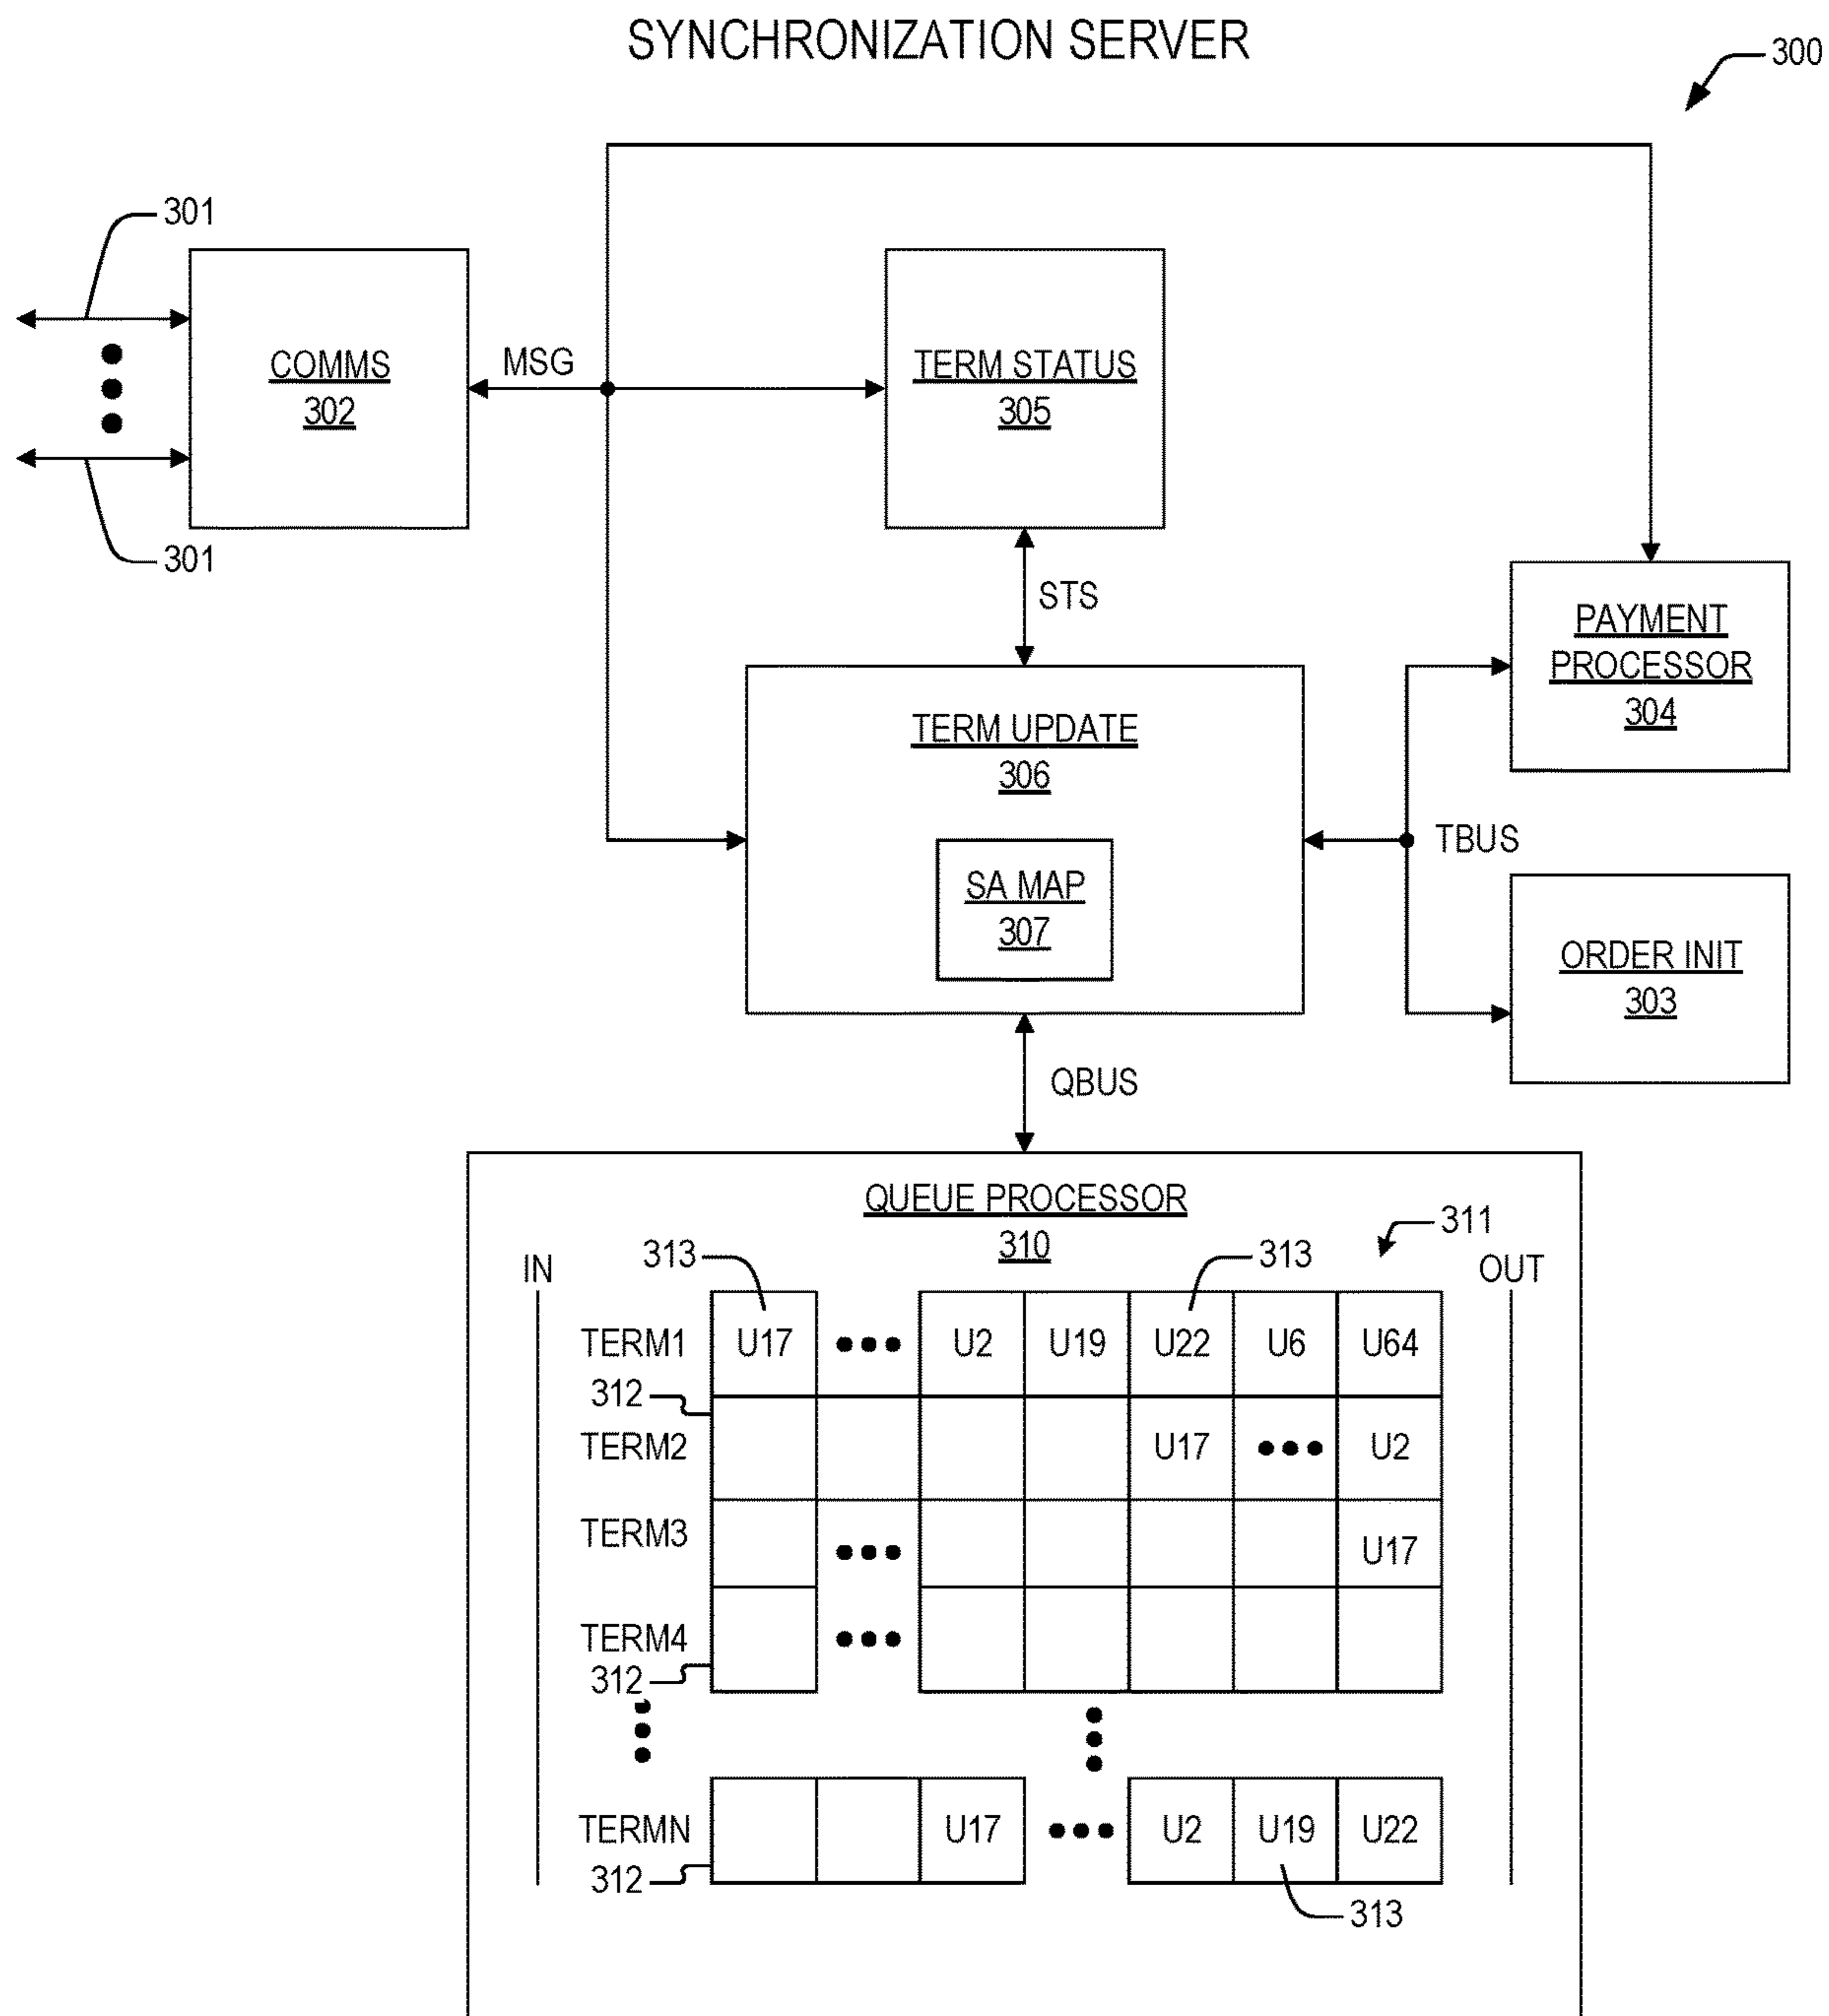 SYNCHRONIZATION SERVER
300
301
COMMS
302
MSG
TERM STATUS
305
301
STS
PAYMENT
PROCESSOR
304
TERM UPDATE
306
TBUS
SA MAP
307
ORDER INIT
303
QBUS
QUEUE PROCESSOR
310
311
313
313
IN
OUT
TERM1 U17 U2 U19 U22 U6 U64
312
TERM2 U17 U2
TERM3 U17
TERM4
312
TERMN U17 U2 U19 U22
312
313